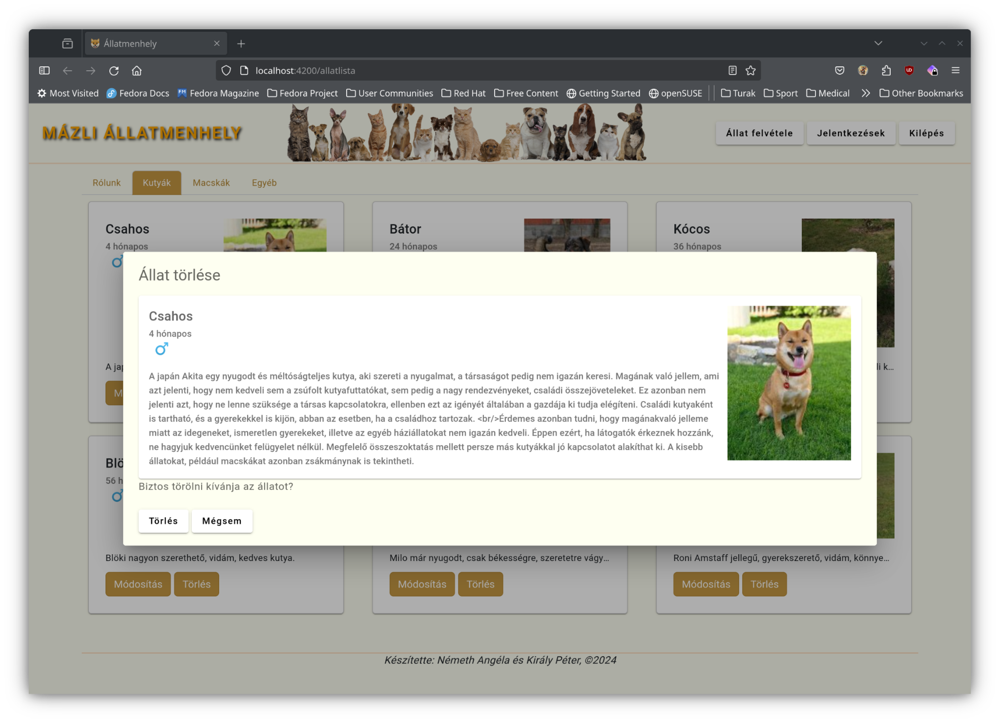 Állatmenhely
localhost:4200/allatlista
Most Visited Fedora Docs Fedora Magazine Fedora Project User Communities Red Hat Free Content Getting Started openSUSE Turak Sport Medical Other Bookmarks
MÁZLI ÁLLATMENHELY
Állat felvétele Jelentkezések Kilépés
Rólunk Kutyák Macskák Egyéb
Csahos Bátor Kócos
4 hónapos 24 hónapos 36 hónapos
Állat törlése
Csahos
4 hónapos
A japán Akita egy nyugodt és méltóságteljes kutya, aki szereti a nyugalmat, a társaságot pedig nem igazán keresi. Magának való jellem, ami
azt jelenti, hogy nem kedveli sem a zsúfolt kutyafuttatókat, sem pedig a nagy rendezvényeket, családi összejöveteleket. Ez azonban nem
jelenti azt, hogy ne lenne szüksége a társas kapcsolatokra, ellenben ezt az igényét általában a gazdája ki tudja elégíteni. Családi kutyaként
is tartható, és a gyerekekkel is kijön, abban az esetben, ha a családhoz tartozak. <br/>Érdemes azonban tudni, hogy magánakvaló jelleme
miatt az idegeneket, ismeretlen gyerekeket, illetve az egyéb háziállatokat nem igazán kedveli. Éppen ezért, ha látogatók érkeznek hozzánk,
ne hagyjuk kedvencünket felügyelet nélkül. Megfelelő összeszoktatás mellett persze más kutyákkal jó kapcsolatot alakíthat ki. A kisebb
állatokat, például macskákat azonban zsákmánynak is tekintheti.
Biztos törölni kívánja az állatot?
Törlés Mégsem
Blöki nagyon szerethető, vidám, kedves kutya. Milo már nyugodt, csak békességre, szeretetre vágy... Roni Amstaff jellegű, gyerekszerető, vidám, könnye...
Módosítás Törlés Módosítás Törlés Módosítás Törlés
Készítette: Németh Angéla és Király Péter, ©2024